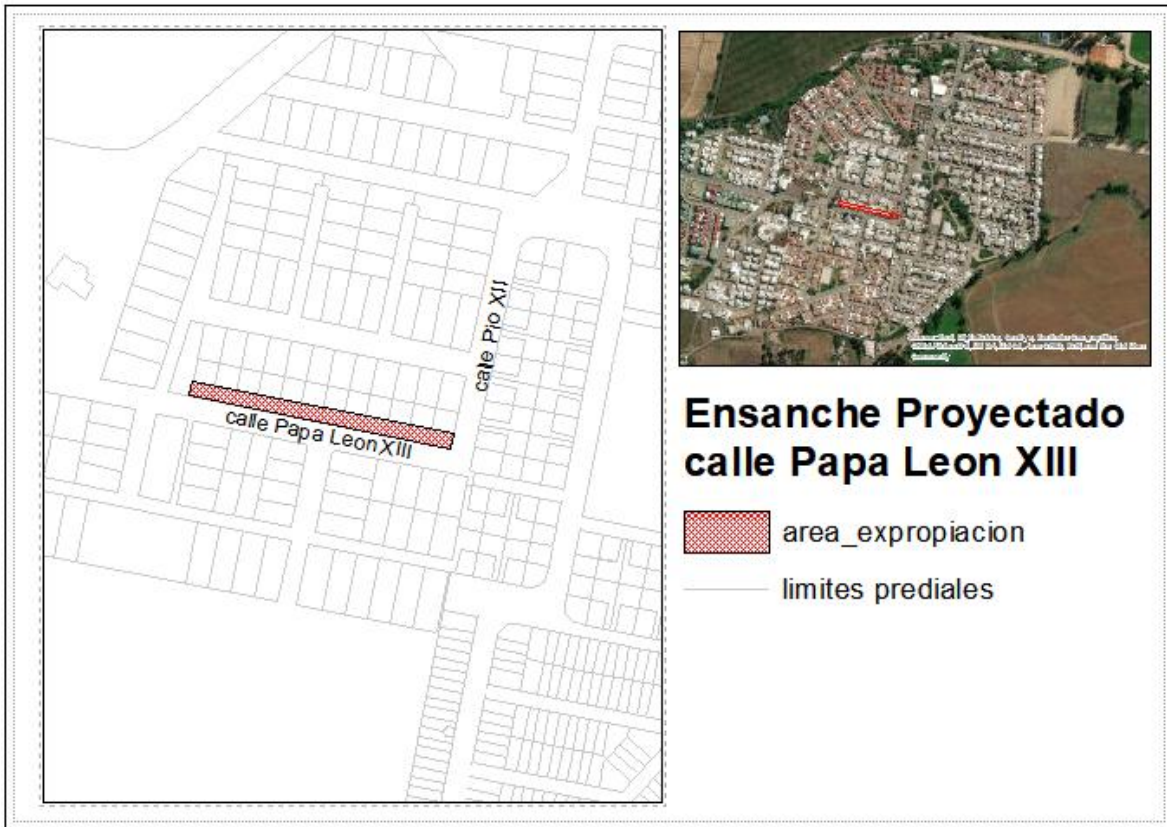 calle Pio XII
calle Papa Leon XIII
Ensanche Proyectado
calle Papa Leon XIII
area_expropiacion
limites prediales